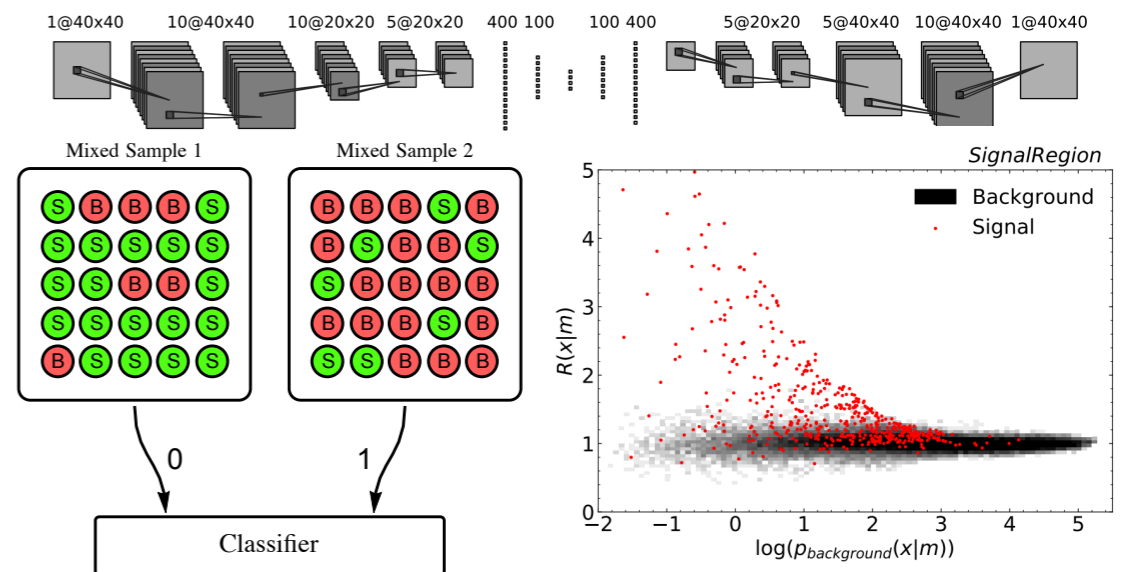 1@40x40 10@40x40 10@20x20 5@20x20 400 100 100 400 5@20x20 5@40x40 10@40x40 1@40x40
Mixed Sample 1
S B B B S
S S S S S
S S B B S
S S S S S
B S S S S
0
Mixed Sample 2
B B B S B
B S B B S
S B B B B
B B B S B
S S B B B
1
Classifier
SignalRegion
Background
Signal
R(x|m)
5
4
3
2
1
0
−2 −1 0 1 2 3 4 5
log(p_background(x|m))